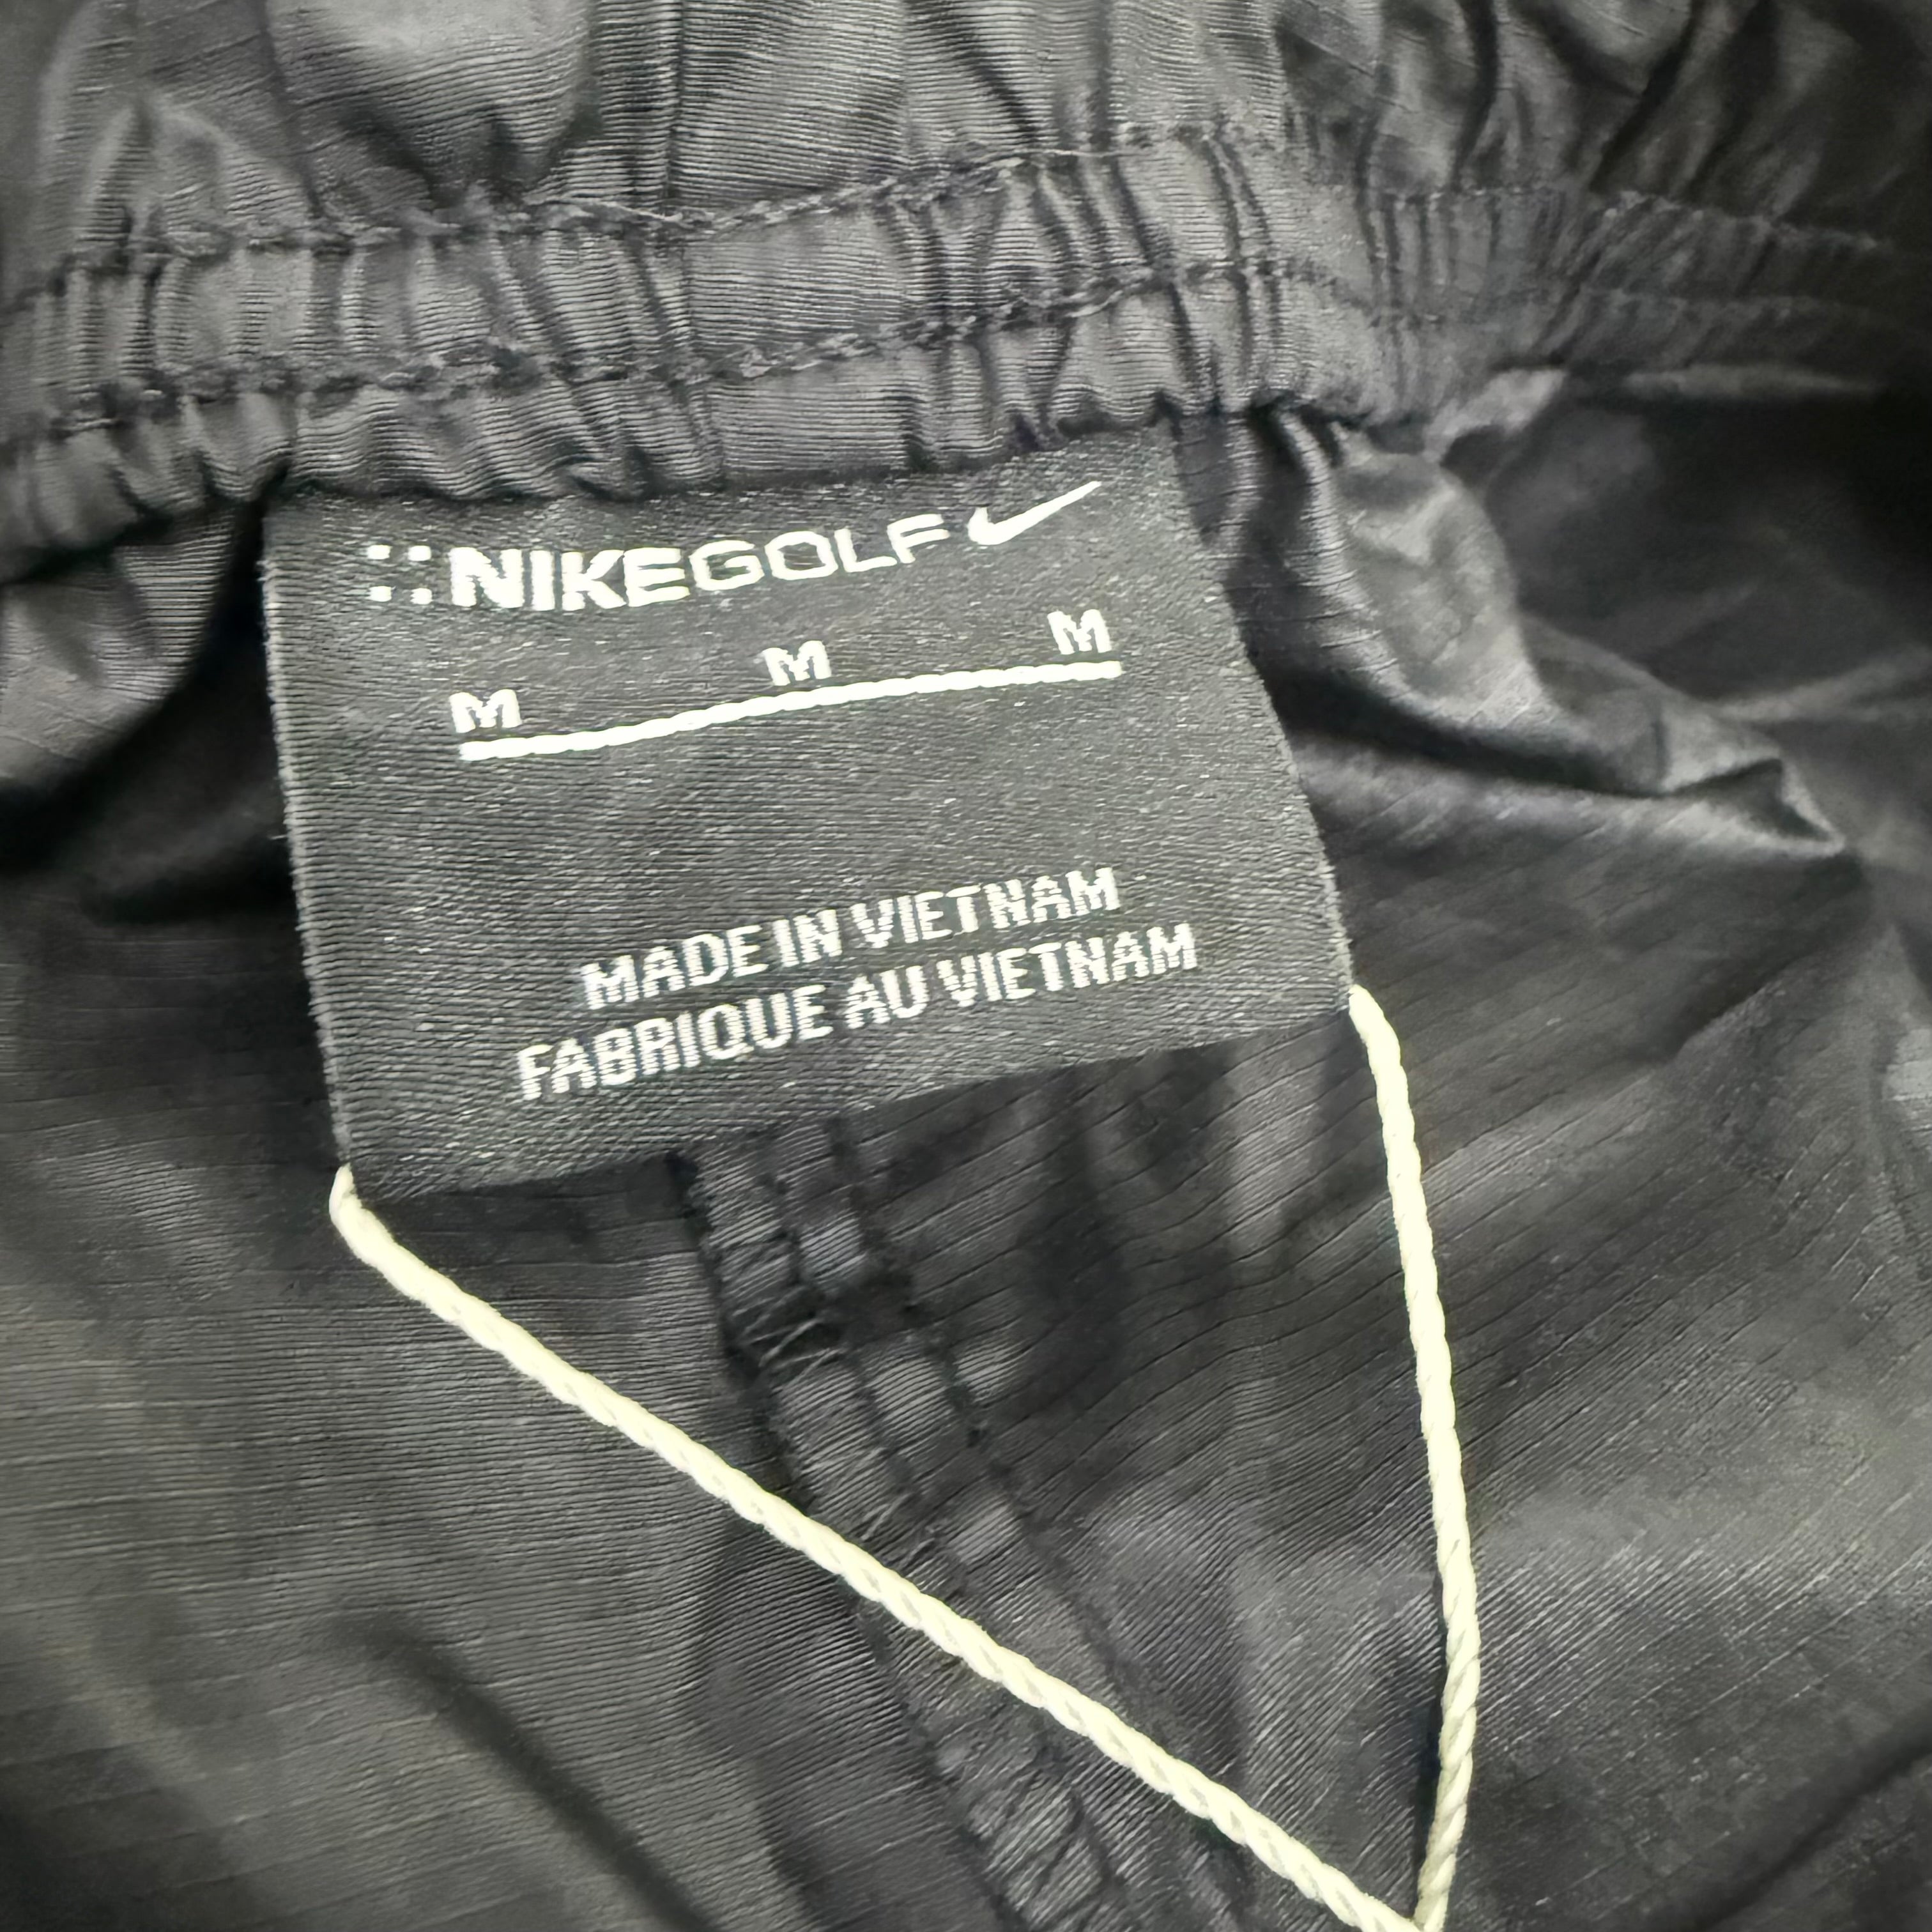 NIKEGOLF
M M M
MADE IN VIETNAM
FABRIQUE AU VIETNAM